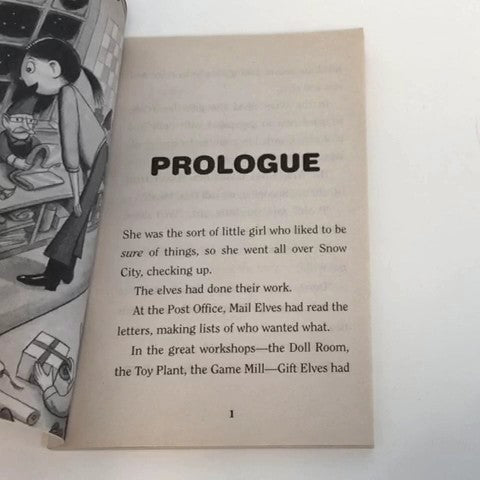 PROLOGUE
She was the sort of little girl who liked to be
sure of things, so she went all over Snow
City, checking up.
The elves had done their work.
At the Post Office, Mail Elves had read the
letters, making lists of who wanted what.
In the great workshops—the Doll Room,
the Toy Plant, the Game Mill—Gift Elves had
1